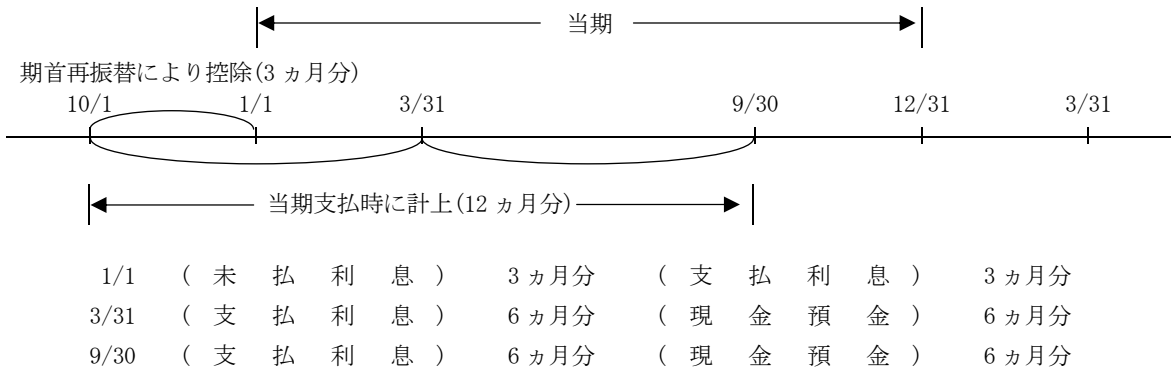 当期
期首再振替により控除(3 ヵ月分)
10/1 1/1 3/31 9/30 12/31 3/31
当期支払時に計上(12 ヵ月分)
1/1 ( 未 払 利 息 ) 3 ヵ月分 ( 支 払 利 息 ) 3 ヵ月分
3/31 ( 支 払 利 息 ) 6 ヵ月分 ( 現 金 預 金 ) 6 ヵ月分
9/30 ( 支 払 利 息 ) 6 ヵ月分 ( 現 金 預 金 ) 6 ヵ月分